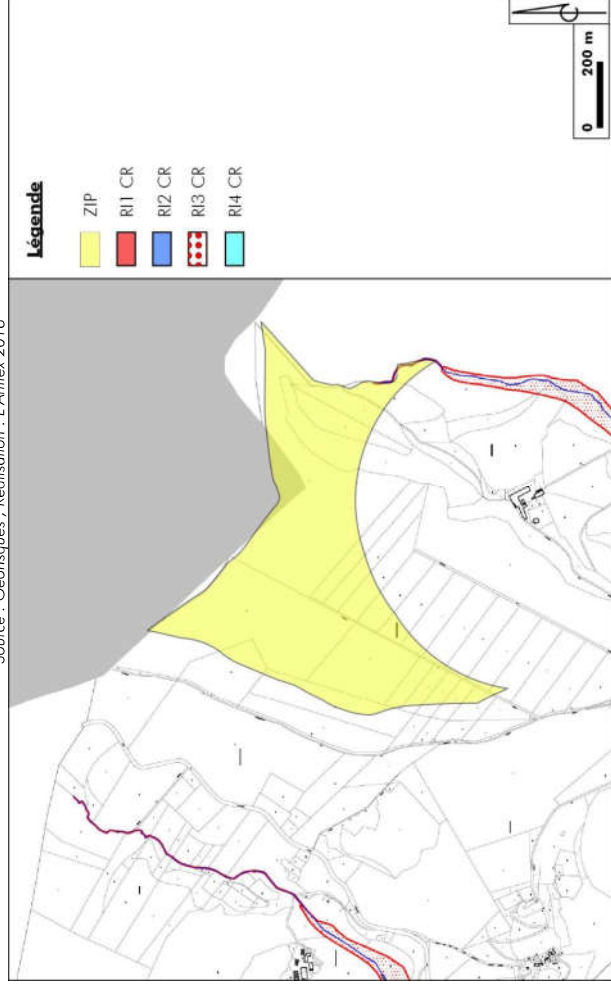 Source : Géorisques ; Réalisation : L'Artifex 2018
Légende
ZIP
RI1 CR
RI2 CR
RI3 CR
RI4 CR
0 200 m